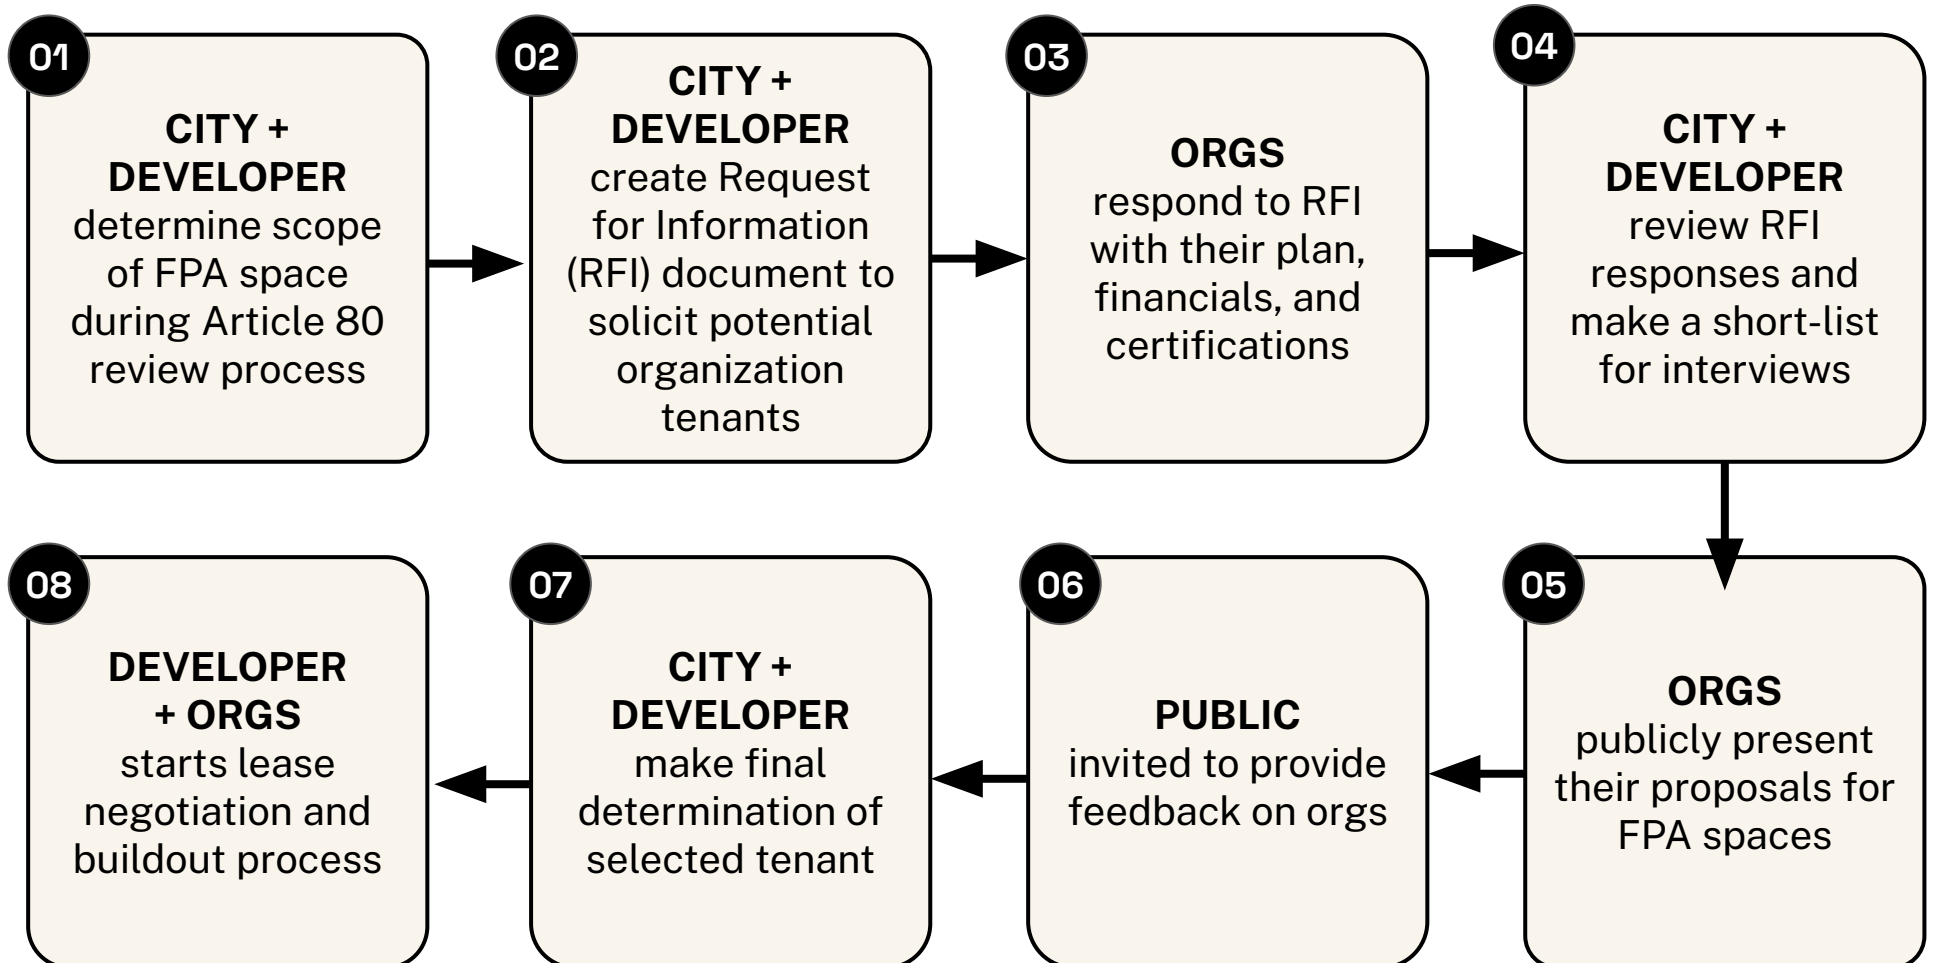 01
CITY +
DEVELOPER
determine scope
of FPA space
during Article 80
review process
02
CITY +
DEVELOPER
create Request
for Information
(RFI) document to
solicit potential
organization
tenants
03
ORGS
respond to RFI
with their plan,
financials, and
certifications
04
CITY +
DEVELOPER
review RFI
responses and
make a short-list
for interviews
05
ORGS
publicly present
their proposals for
FPA spaces
06
PUBLIC
invited to provide
feedback on orgs
07
CITY +
DEVELOPER
make final
determination of
selected tenant
08
DEVELOPER
+ ORGS
starts lease
negotiation and
buildout process